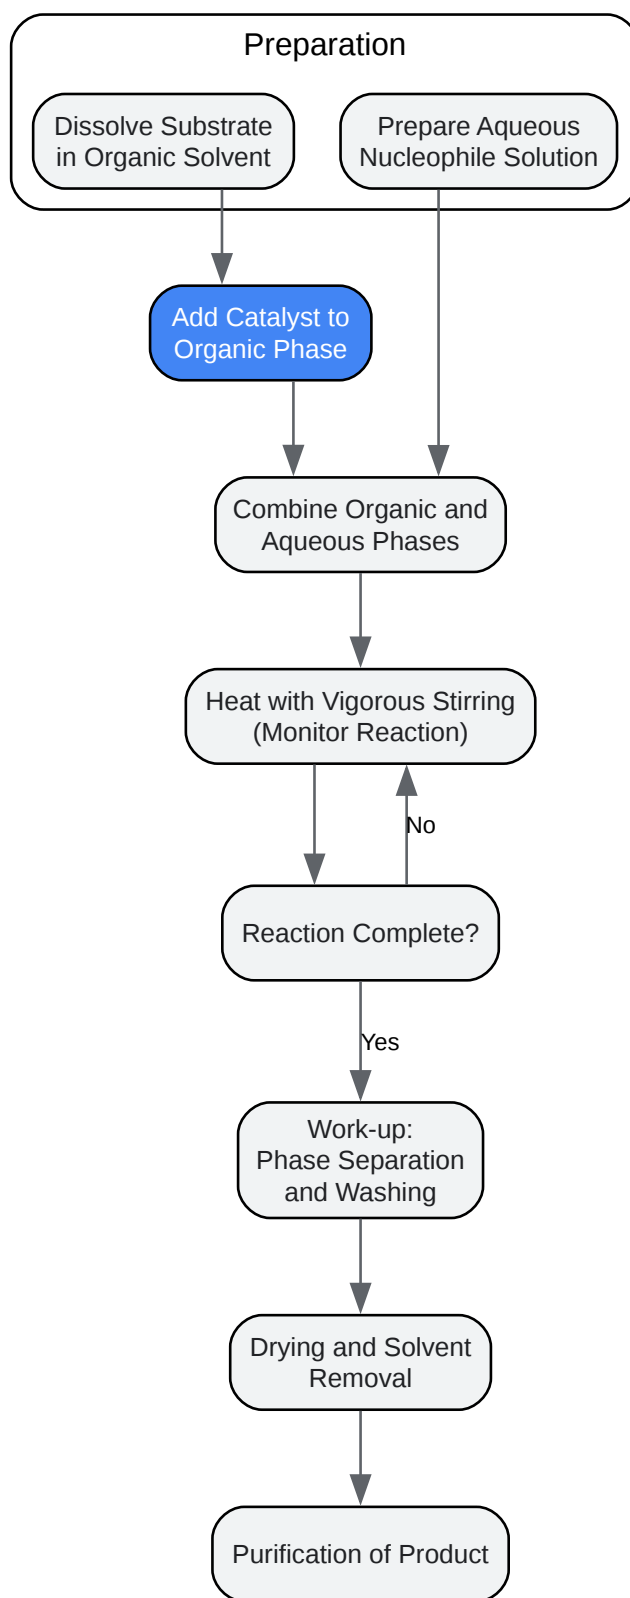 Preparation
Dissolve Substrate
in Organic Solvent
Prepare Aqueous
Nucleophile Solution
Add Catalyst to
Organic Phase
Combine Organic and
Aqueous Phases
Heat with Vigorous Stirring
(Monitor Reaction)
No
Reaction Complete?
Yes
Work-up:
Phase Separation
and Washing
Drying and Solvent
Removal
Purification of Product